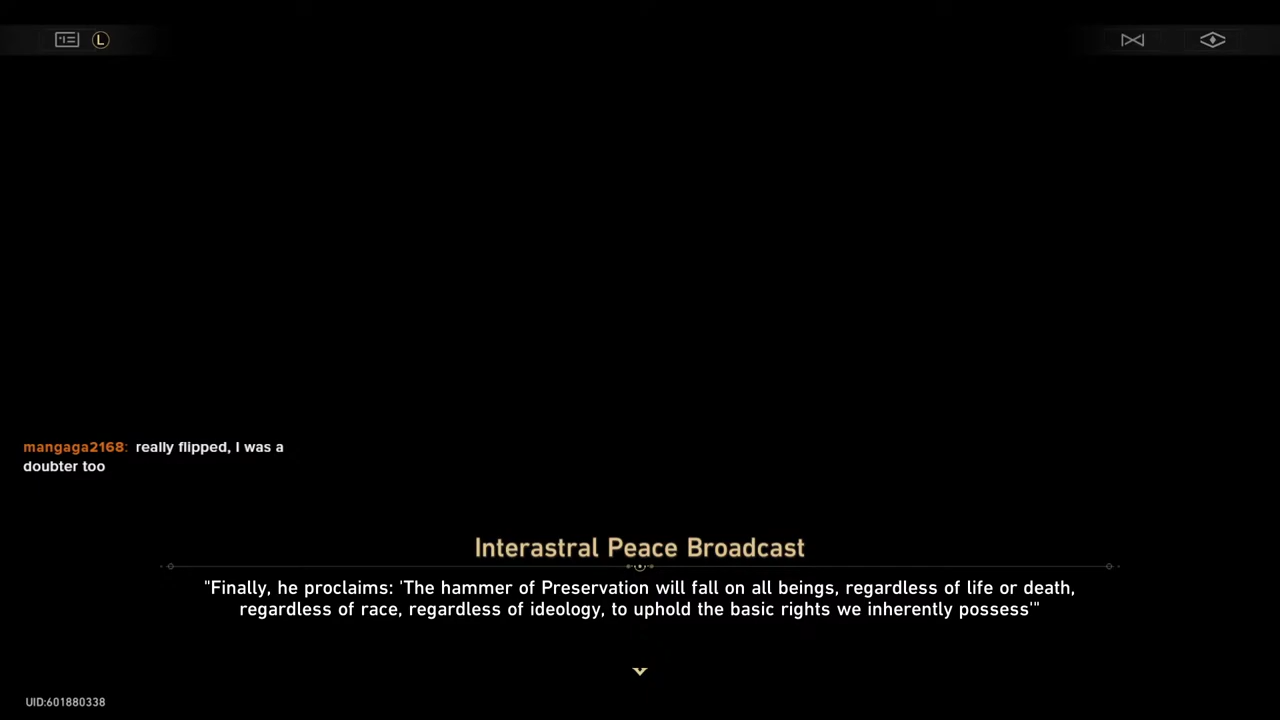 L
mangaga2168: really flipped, I was a
doubter too
Interastral Peace Broadcast
"Finally, he proclaims: 'The hammer of Preservation will fall on all beings, regardless of life or death,
regardless of race, regardless of ideology, to uphold the basic rights we inherently possess'"
UID:601880338